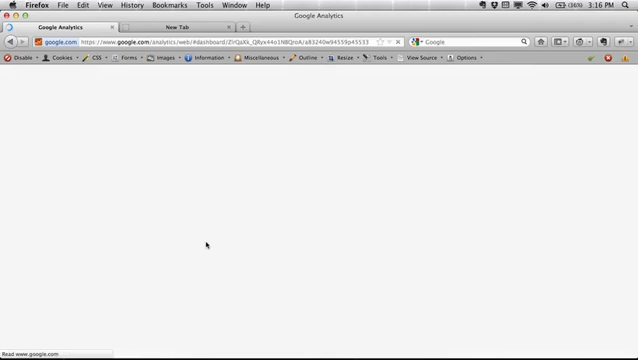 Firefox File Edit View History Bookmarks Tools Window Help (36%) 3:16 PM
Google Analytics
Google Analytics New Tab
google.com https://www.google.com/analytics/web/#dashboard/ Google
Disable Cookies CSS Forms Images Information Miscellaneous Outline Resize Tools View Source Options
Read www.google.com